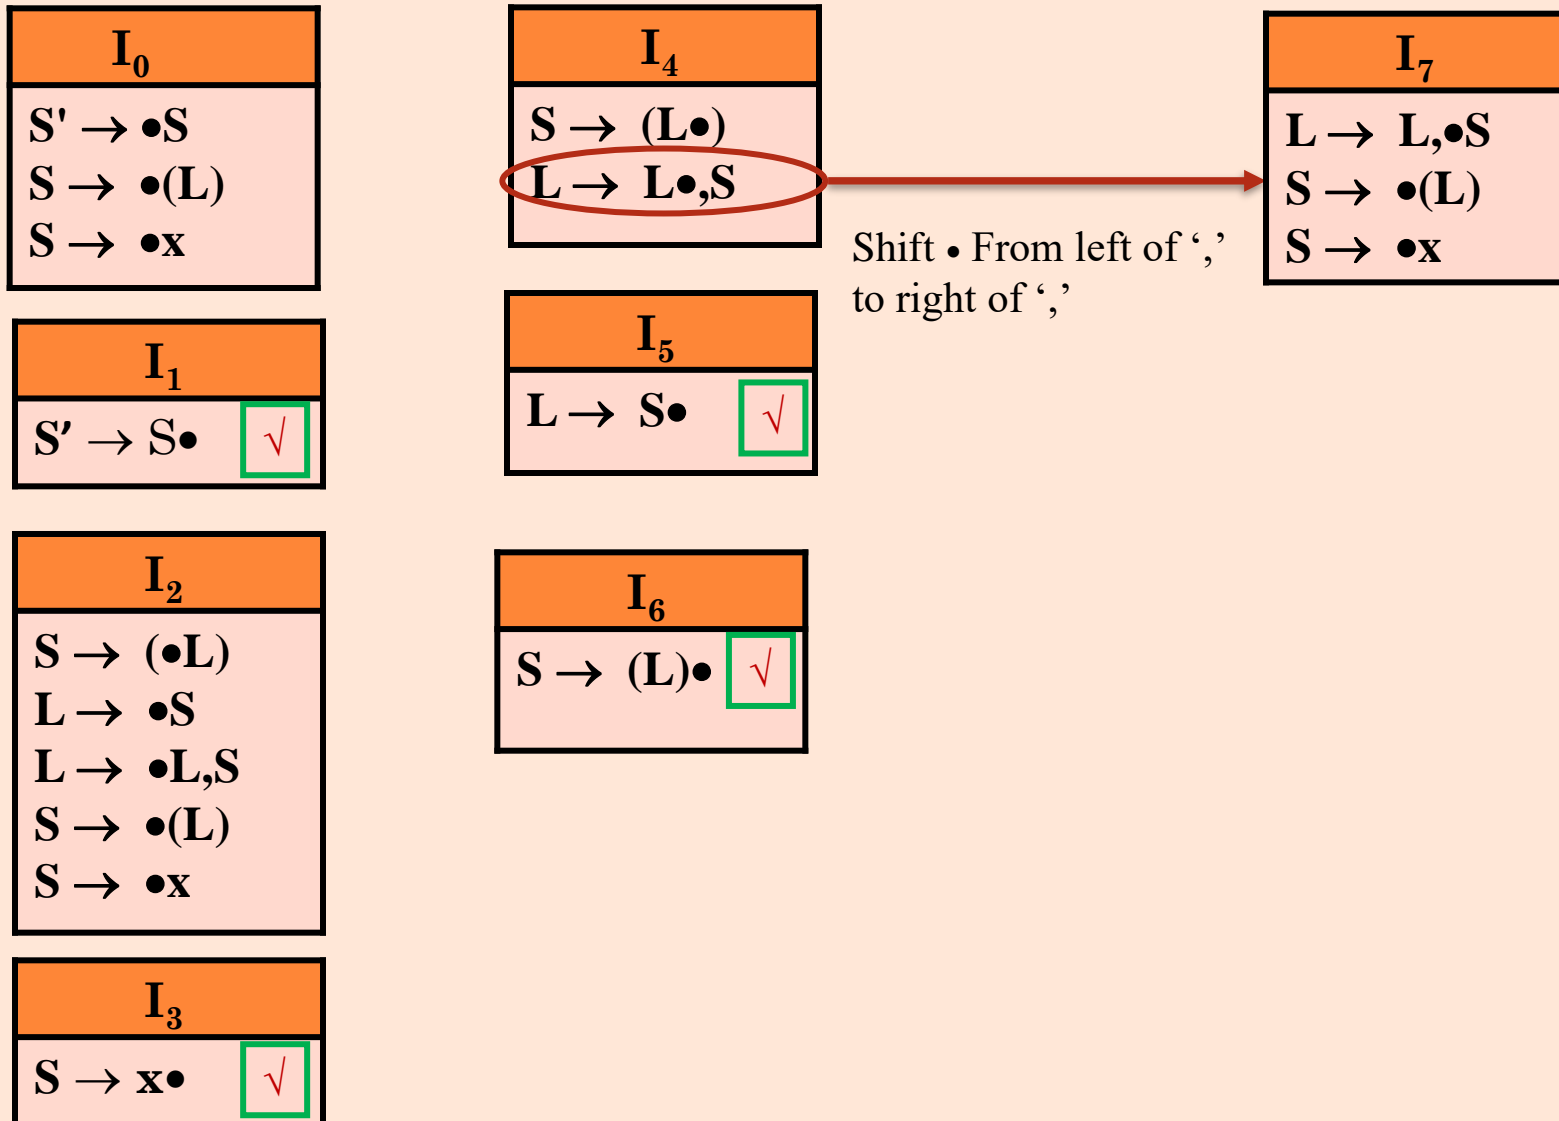 I₀
S' → •S
S → •(L)
S → •x
I₁
S' → S• √
I₂
S → (•L)
L → •S
L → •L,S
S → •(L)
S → •x
I₃
S → x• √
I₄
S → (L•)
L → L•,S
I₅
L → S• √
I₆
S → (L)• √
Shift • From left of ‘,’
to right of ‘,’
I₇
L → L,•S
S → •(L)
S → •x